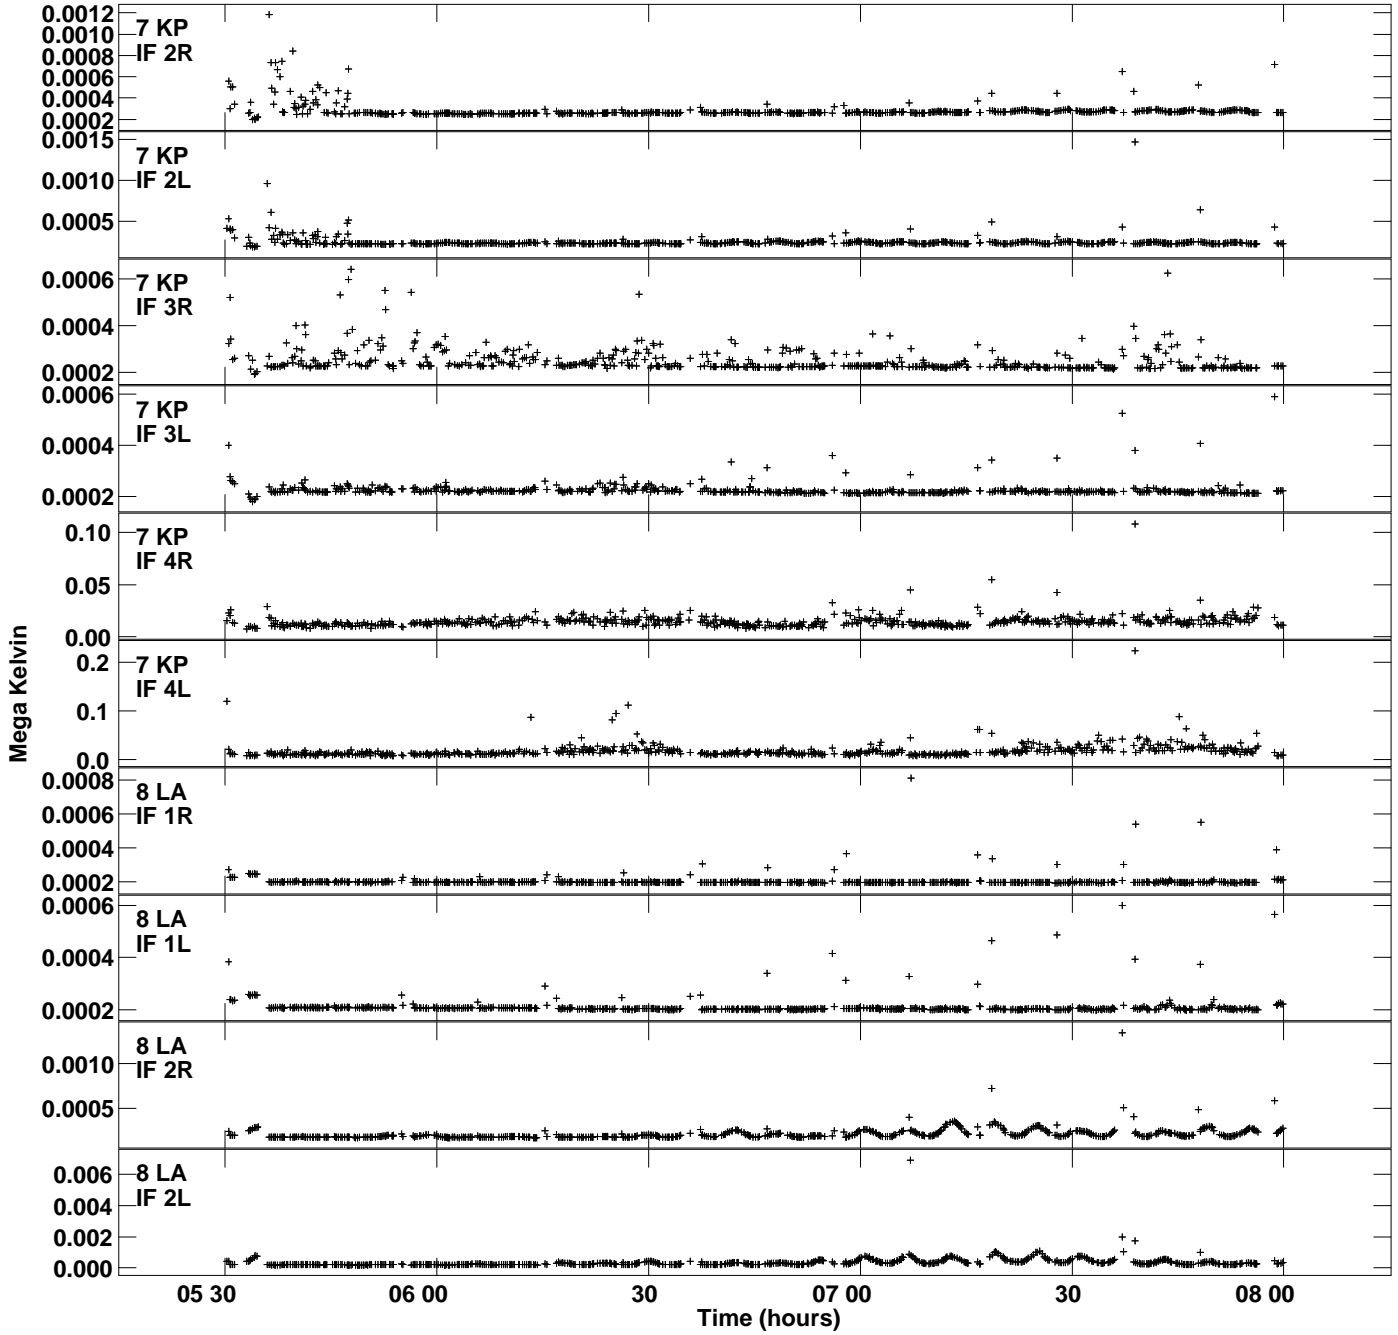 0.0012
0.0010
0.0008
0.0006
0.0004
0.0002
7 KP
IF 2R
0.0015
0.0010
0.0005
7 KP
IF 2L
0.0006
0.0004
0.0002
7 KP
IF 3R
0.0006
0.0004
0.0002
7 KP
IF 3L
0.10
0.05
0.00
7 KP
IF 4R
0.2
0.1
0.0
7 KP
IF 4L
0.0008
0.0006
0.0004
0.0002
8 LA
IF 1R
0.0006
0.0004
0.0002
8 LA
IF 1L
0.0010
0.0005
8 LA
IF 2R
0.006
0.004
0.002
0.000
8 LA
IF 2L
Mega Kelvin
05 30 06 00 30 07 00 30 08 00
Time (hours)